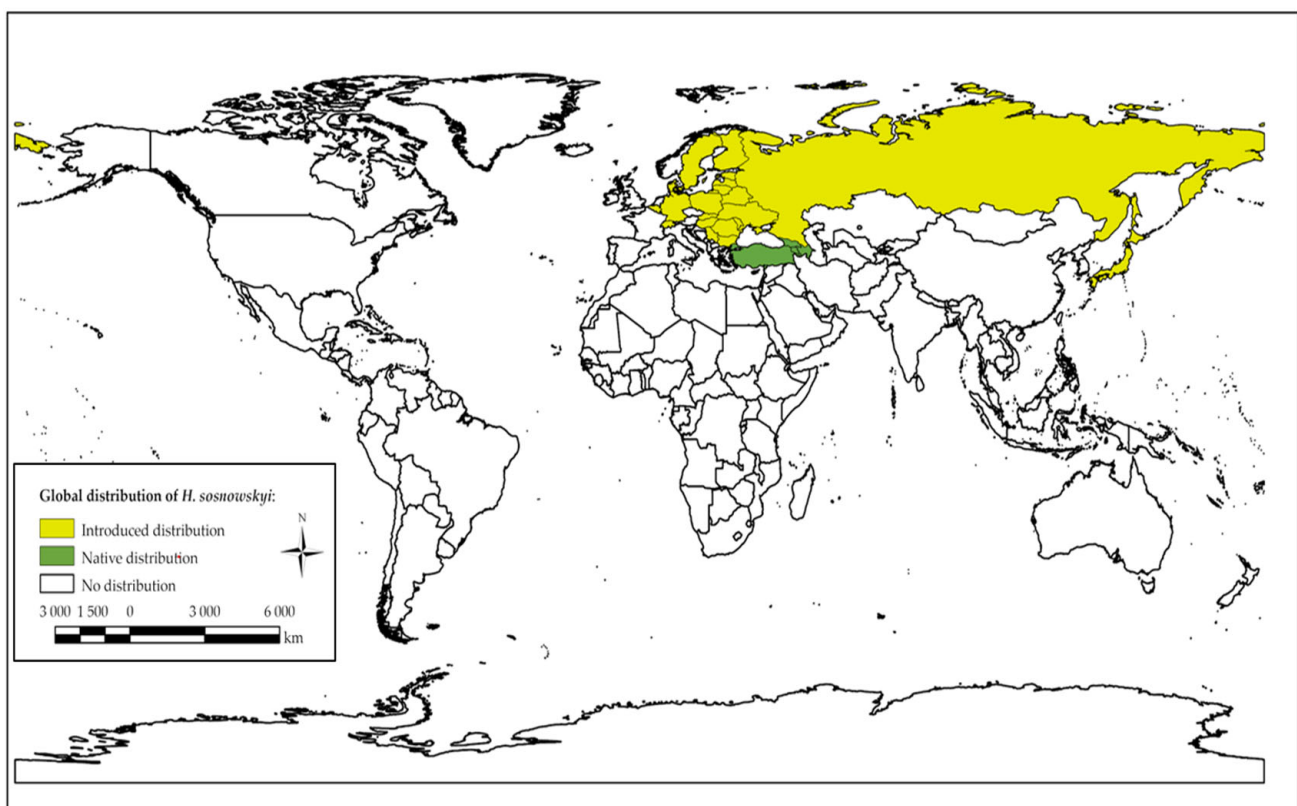 Global distribution of H. sosnowskyi:
N
Introduced distribution
Native distribution
No distribution
3 000 1 500 0 3 000 6 000
km